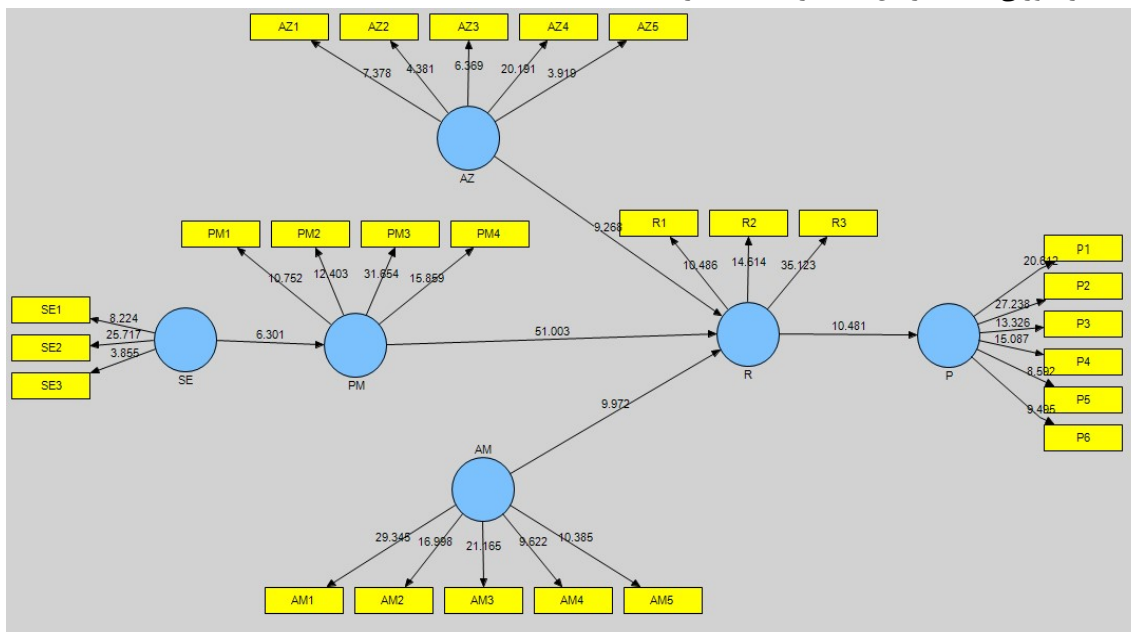 AZ1 AZ2 AZ3 AZ4 AZ5
7.378 4.381 6.369 20.191 3.919
AZ
PM1 PM2 PM3 PM4
10.752 12.403 31.654 15.859
R1 R2 R3
10.486 14.614 35.123
9.268
SE1
SE2
SE3
8.224
25.717
3.855
SE
6.301
PM
51.003
R
10.481
P
20.612
27.238
13.326
15.087
8.592
9.495
P1
P2
P3
P4
P5
P6
9.972
AM
29.345 16.998 21.165 9.622 10.385
AM1 AM2 AM3 AM4 AM5